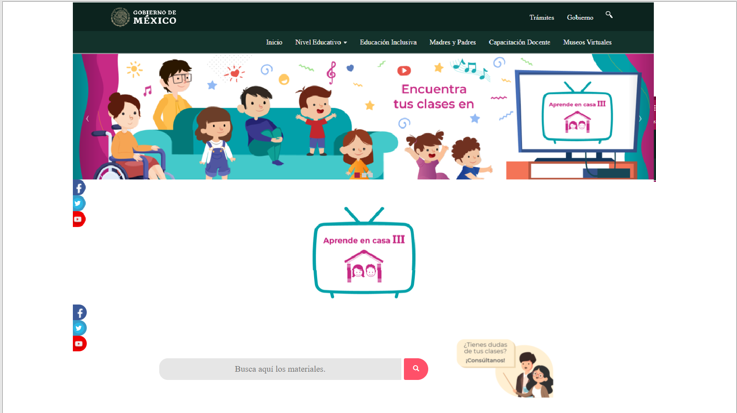 GOBIERNO DE
MÉXICO
Trámites
Gobierno
Inicio
Nivel Educativo
Educación Inclusiva
Madres y Padres
Capacitación Docente
Museos Virtuales
Encuentra
tus clases en
Aprende en casa III
Aprende en casa III
Busca aquí los materiales.
¿Tienes dudas
de tus clases?
¡Consúltanos!